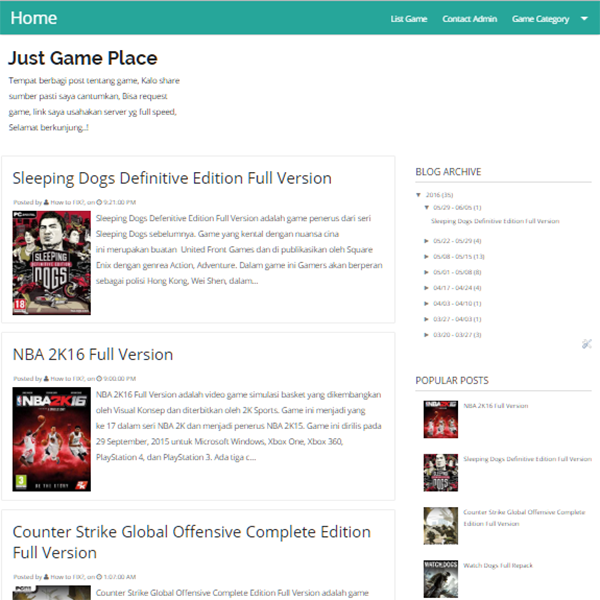 Home
List Game Contact Admin Game Category
Just Game Place
Tempat berbagi post tentang game, Kalo share
sumber pasti saya cantumkan, Bisa request
game, link saya usahakan server yg full speed,
Selamat berkunjung..!
Sleeping Dogs Definitive Edition Full Version
Posted by How to FIX!, on 9:21:00 PM
PC
SLEEPING
DEFINITIVE EDITION
DOGS
18
Sleeping Dogs Defenitive Edition Full Version adalah game penerus dari seri
Sleeping Dogs sebelumnya. Game yang kental dengan nuansa cina
ini merupakan buatan United Front Games dan di publikasikan oleh Square
Enix dengan genrea Action, Adventure. Dalam game ini Gamers akan berperan
sebagai polisi Hong Kong, Wei Shen, dalam...
NBA 2K16 Full Version
Posted by How to FIX!, on 9:00:00 PM
NBA2K16
BE THE STORY
3
2K
NBA 2K16 Full Version adalah video game simulasi basket yang dikembangkan
oleh Visual Konsep dan diterbitkan oleh 2K Sports. Game ini menjadi yang
ke 17 dalam seri NBA 2K dan menjadi penerus NBA 2K15. Game ini dirilis pada
29 September, 2015 untuk Microsoft Windows, Xbox One, Xbox 360,
PlayStation 4, dan PlayStation 3. Ada tiga c...
Counter Strike Global Offensive Complete Edition
Full Version
Posted by How to FIX!, on 1:07:00 AM
Counter Strike Global Offensive Complete Edition Full Version adalah game
BLOG ARCHIVE
▼ 2016 (35)
▼ 05/29 - 06/05 (1)
Sleeping Dogs Definitive Edition Full Version
► 05/22 - 05/29 (4)
► 05/08 - 05/15 (13)
► 05/01 - 05/08 (8)
► 04/17 - 04/24 (4)
► 04/03 - 04/10 (1)
► 03/27 - 04/03 (1)
► 03/20 - 03/27 (3)
POPULAR POSTS
NBA2K16
NBA 2K16 Full Version
SLEEPING
DOGS
Sleeping Dogs Definitive Edition Full Version
Counter Strike Global Offensive Complete
Edition Full Version
WATCH DOGS
Watch Dogs Full Repack